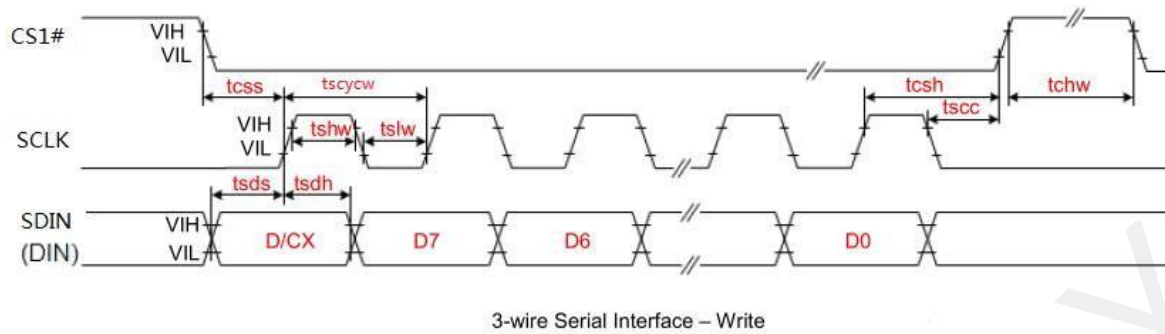 CS1#
VIH
VIL
tcss
tscycw
tcsh
tscc
tchw
SCLK
VIH
VIL
tshw
tslw
tsds
tsdh
SDIN
(DIN)
VIH
VIL
D/CX
D7
D6
D0
3-wire Serial Interface – Write